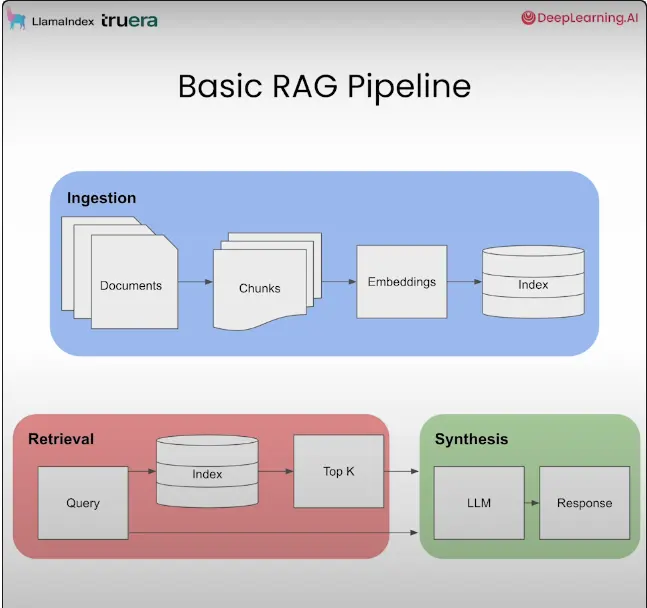 LlamaIndex truera
DeepLearning.AI
Basic RAG Pipeline
Ingestion
Documents
Chunks
Embeddings
Index
Retrieval
Query
Index
Top K
Synthesis
LLM
Response